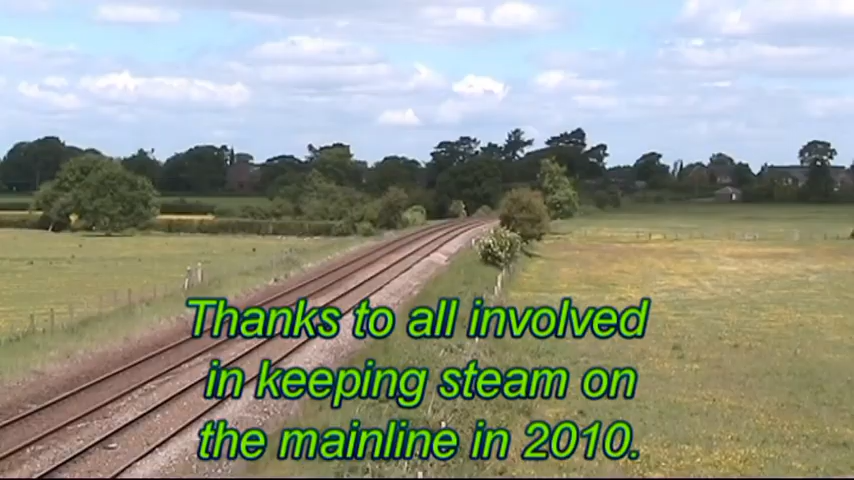 Thanks to all involved
in keeping steam on
the mainline in 2010.